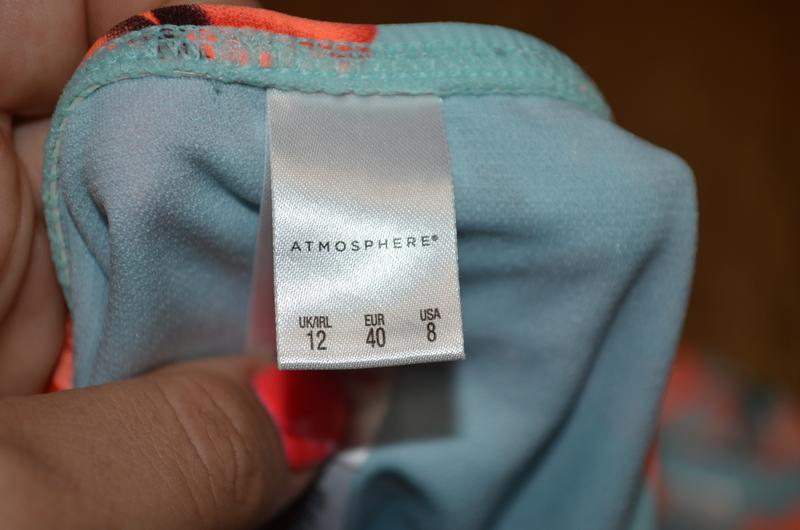 ATMOSPHERE®
UK/IRL EUR USA
12 40 8